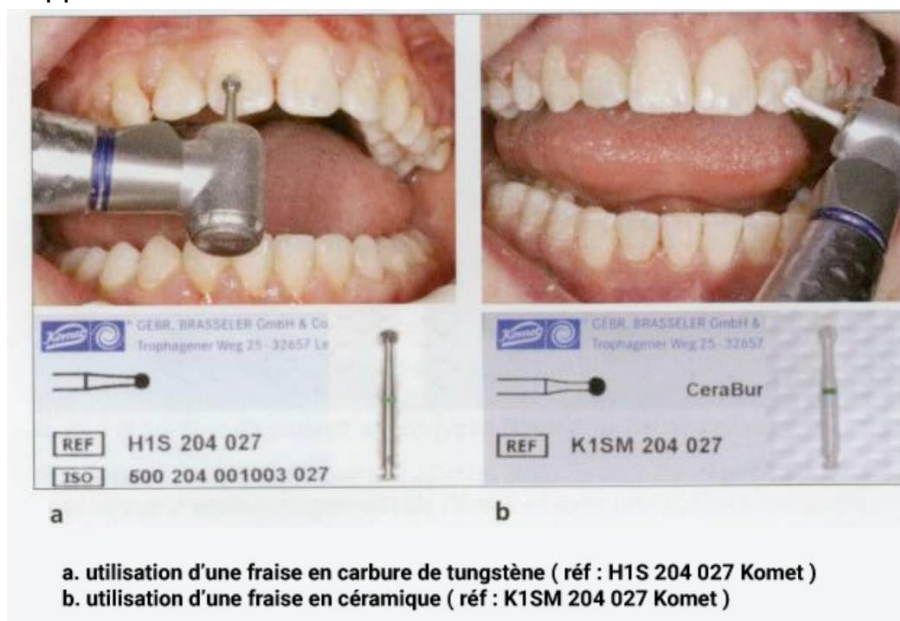 Komet
GEBR. BRASSELER GmbH & Co
Trophagener Weg 25 - 32657 Le
REF H1S 204 027
ISO 500 204 001003 027
Komet
GEBR. BRASSELER GmbH &
Trophagener Weg 25 - 32657
CeraBur
REF K1SM 204 027
a
b
a. utilisation d’une fraise en carbure de tungstène ( réf : H1S 204 027 Komet )
b. utilisation d’une fraise en céramique ( réf : K1SM 204 027 Komet )